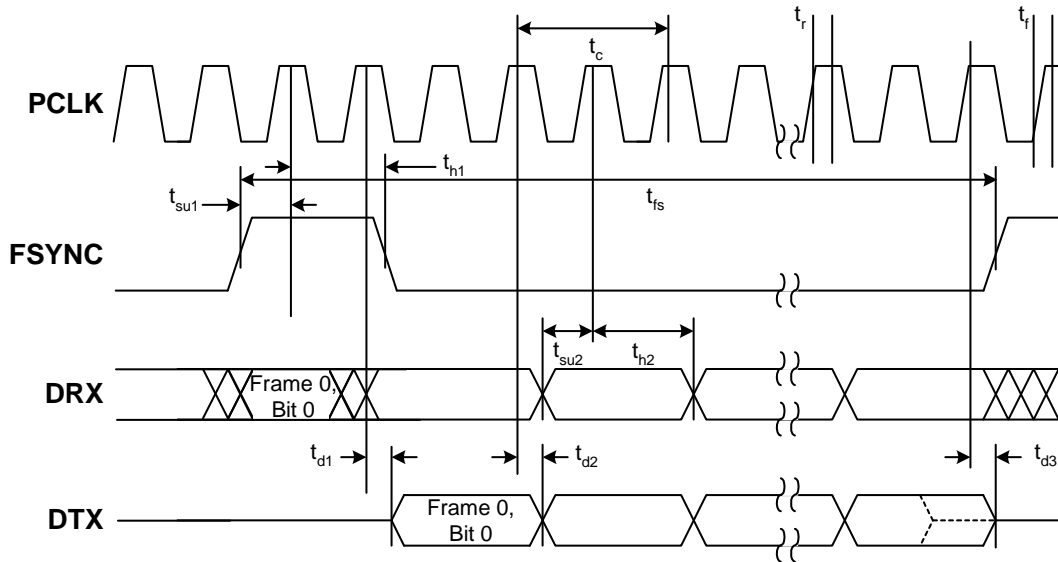 t_r
t_f
t_c
PCLK
t_h1
t_su1
t_fs
FSYNC
t_su2
t_h2
DRX
Frame 0,
Bit 0
t_d1
t_d2
t_d3
DTX
Frame 0,
Bit 0